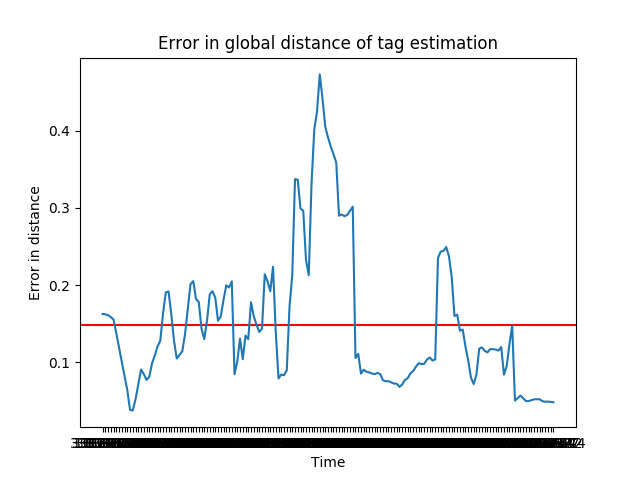 Error in global distance of tag estimation
Error in distance
0.4
0.3
0.2
0.1
Time